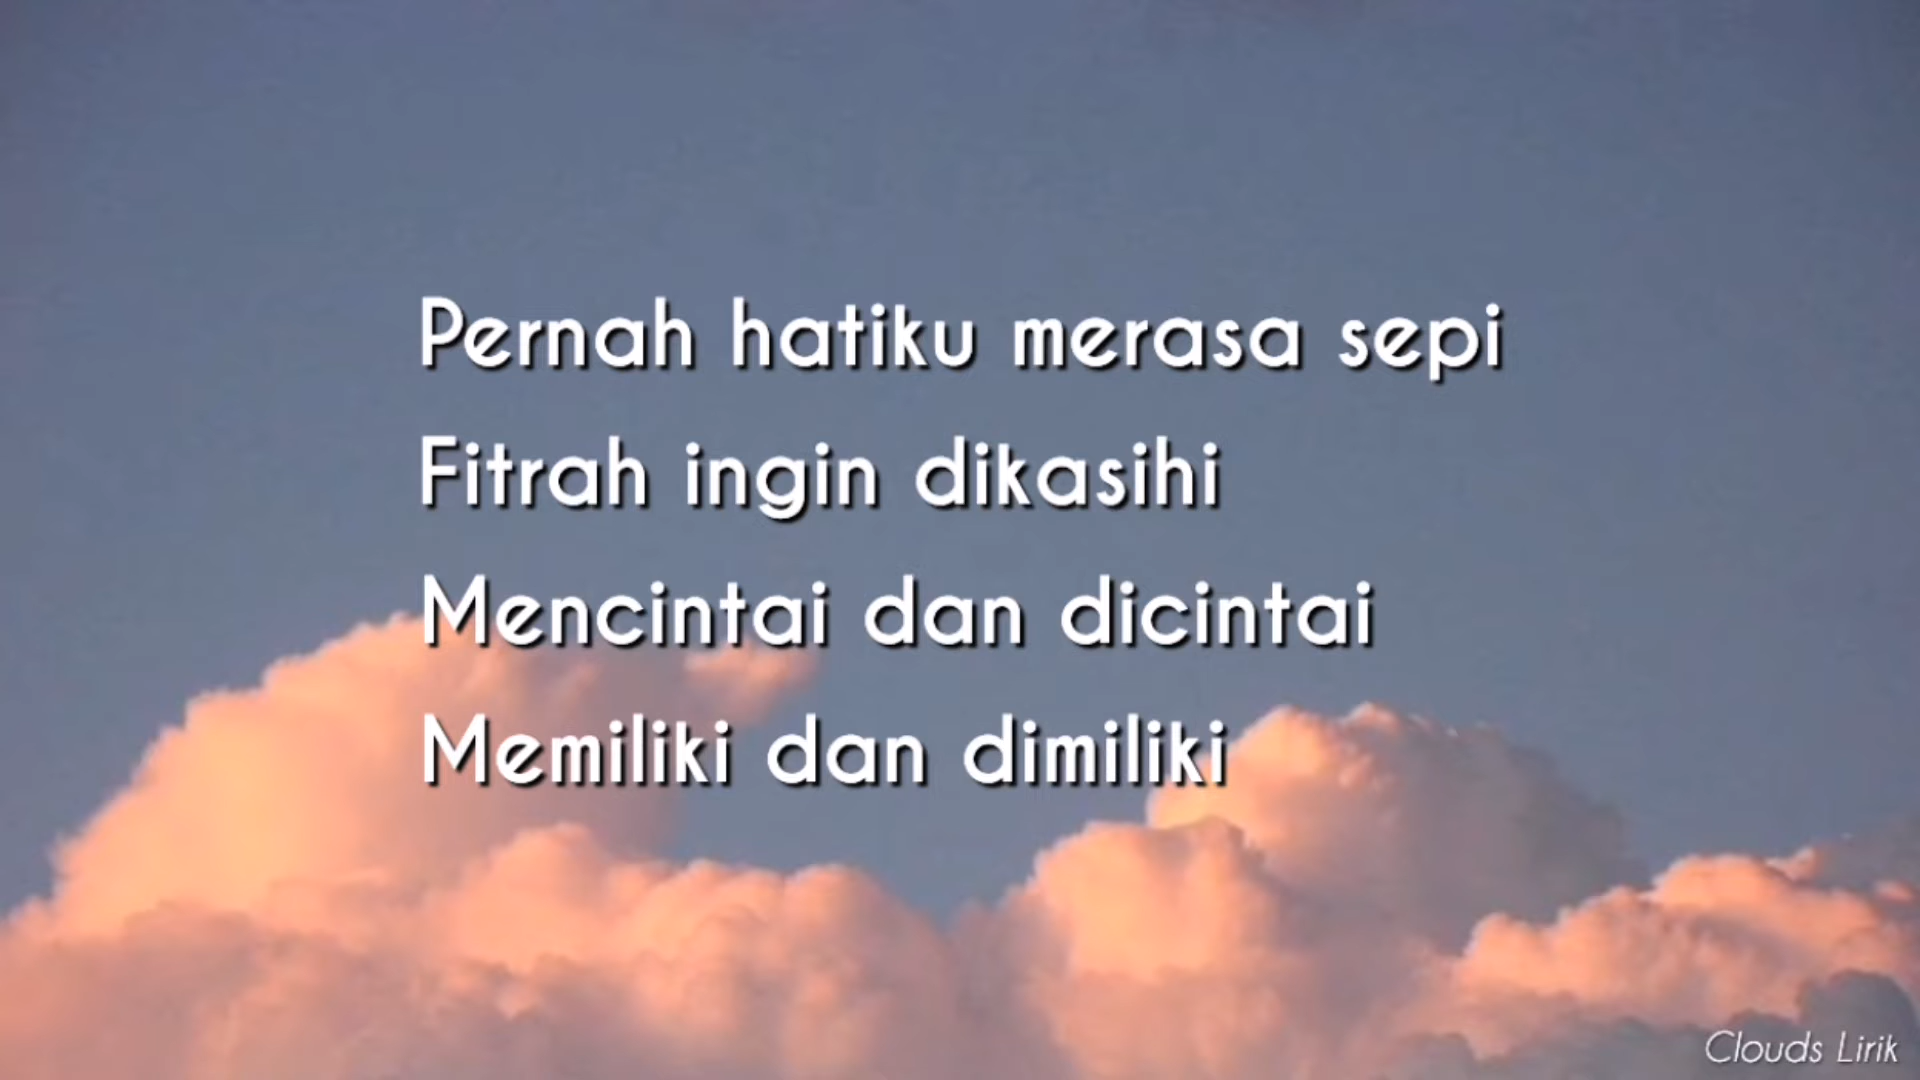 Pernah hatiku merasa sepi
Fitrah ingin dikasihi
Mencintai dan dicintai
Memiliki dan dimiliki
Clouds Lirik